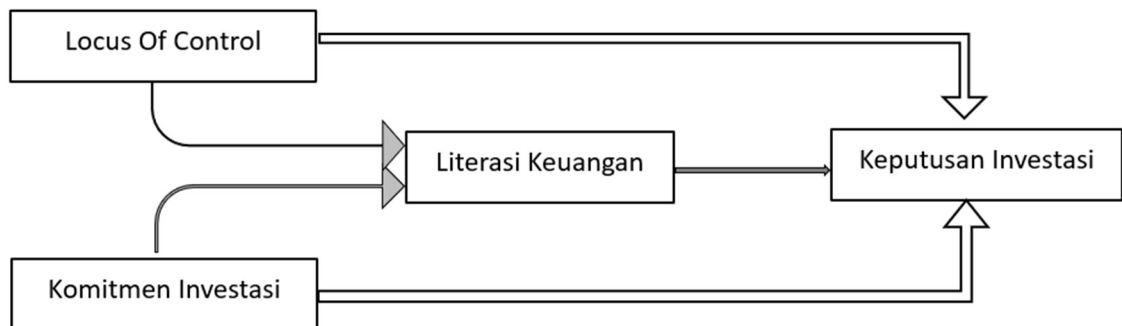 Locus Of Control
Literasi Keuangan
Keputusan Investasi
Komitmen Investasi